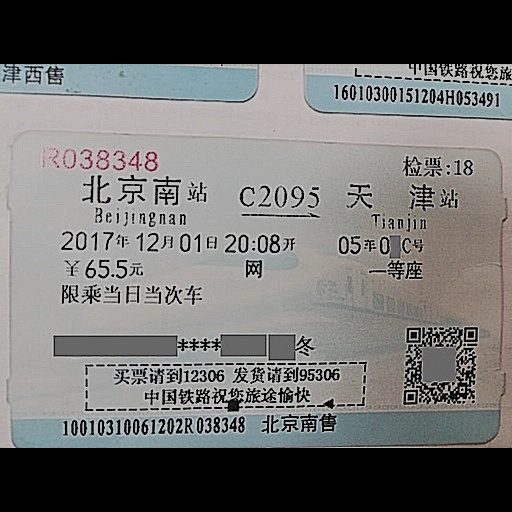 津西售
中国铁路祝您旅
16010300151204H053491
R038348
检票:18
北京南站 C2095 天津站
Beijingnan Tianjin
2017年12月01日20:08开 05车0 C号
￥65.5元 网 一等座
限乘当日当次车
**** 冬
买票请到12306 发货请到95306
中国铁路祝您旅途愉快
10010310061202R038348 北京南售